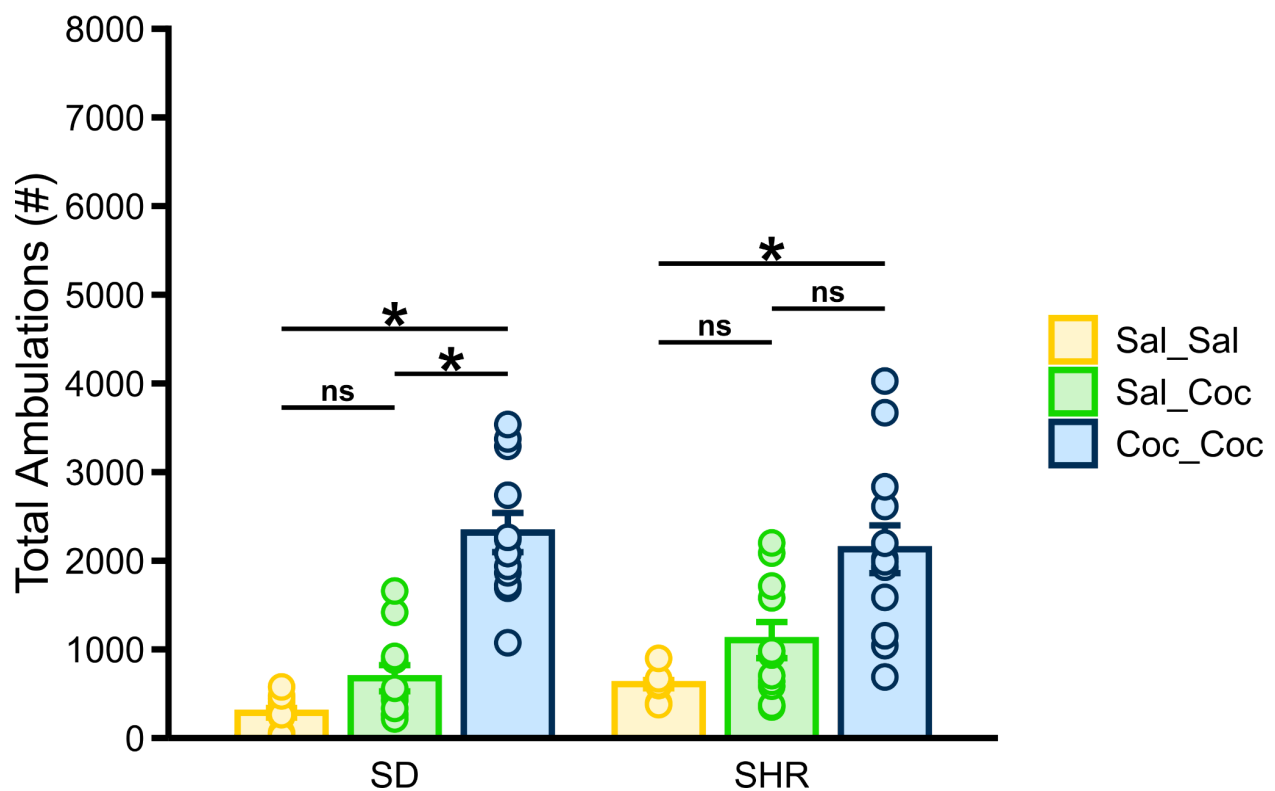 8000
7000
6000
5000
4000
3000
2000
1000
0
Total Ambulations (#)
*
*
ns
*
ns
ns
SD
SHR
Sal_Sal
Sal_Coc
Coc_Coc